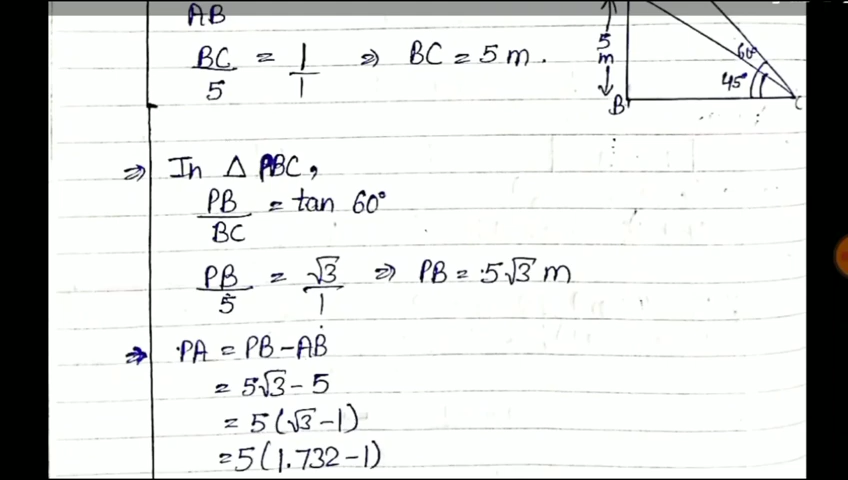 AB
BC/5 = 1/1 ⇒ BC = 5 m.
5
m
60°
45°
B
C
⇒ In Δ PBC,
PB/BC = tan 60°
PB/5 = √3/1 ⇒ PB = 5√3 m
⇒ PA = PB - AB
= 5√3 - 5
= 5(√3 - 1)
= 5(1.732 - 1)